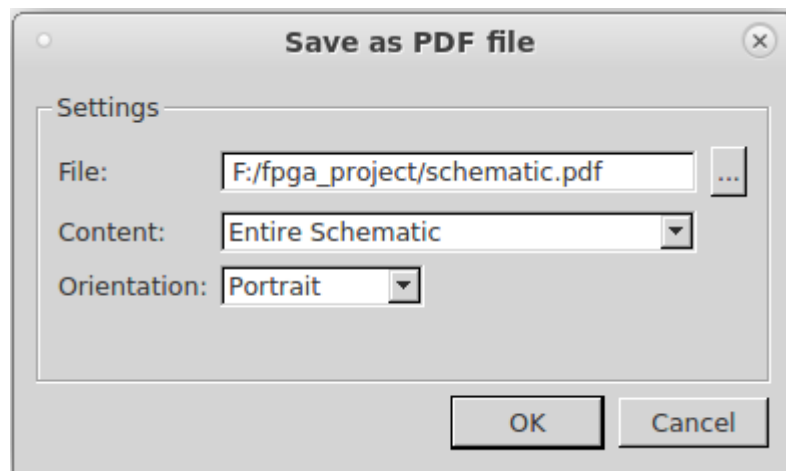 Save as PDF file
Settings
File: F:/fpga_project/schematic.pdf ...
Content: Entire Schematic
Orientation: Portrait
OK Cancel